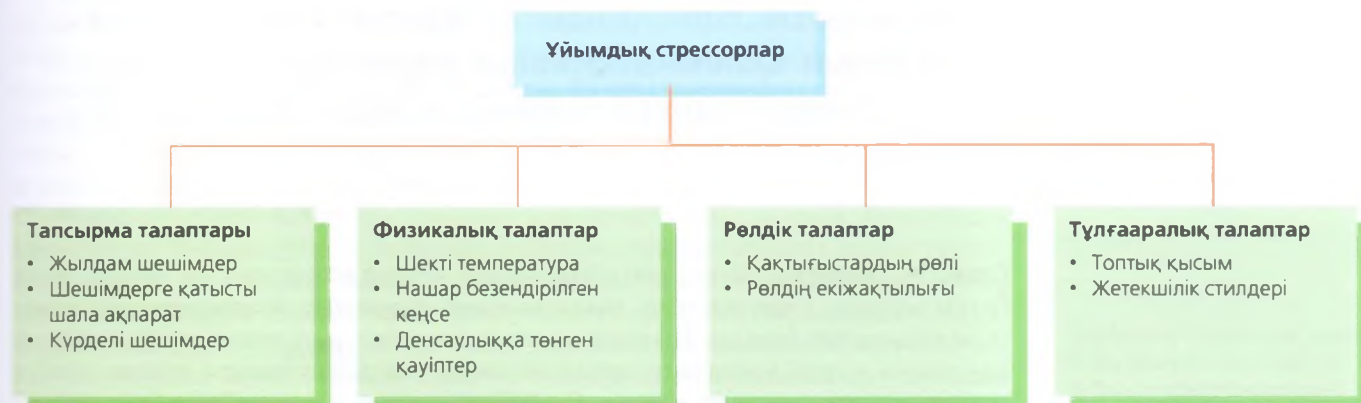 Ұйымдық стрессорлар
Тапсырма талаптары
• Жылдам шешімдер
• Шешімдерге қатысты
шала ақпарат
• Күрделі шешімдер
Физикалық талаптар
• Шекті температура
• Нашар безендірілген
кеңсе
• Денсаулыққа төнген
қауіптер
Рөлдік талаптар
• Қақтығыстардың рөлі
• Рөлдің екіжақтылығы
Тұлғааралық талаптар
• Топтық қысым
• Жетекшілік стилдері